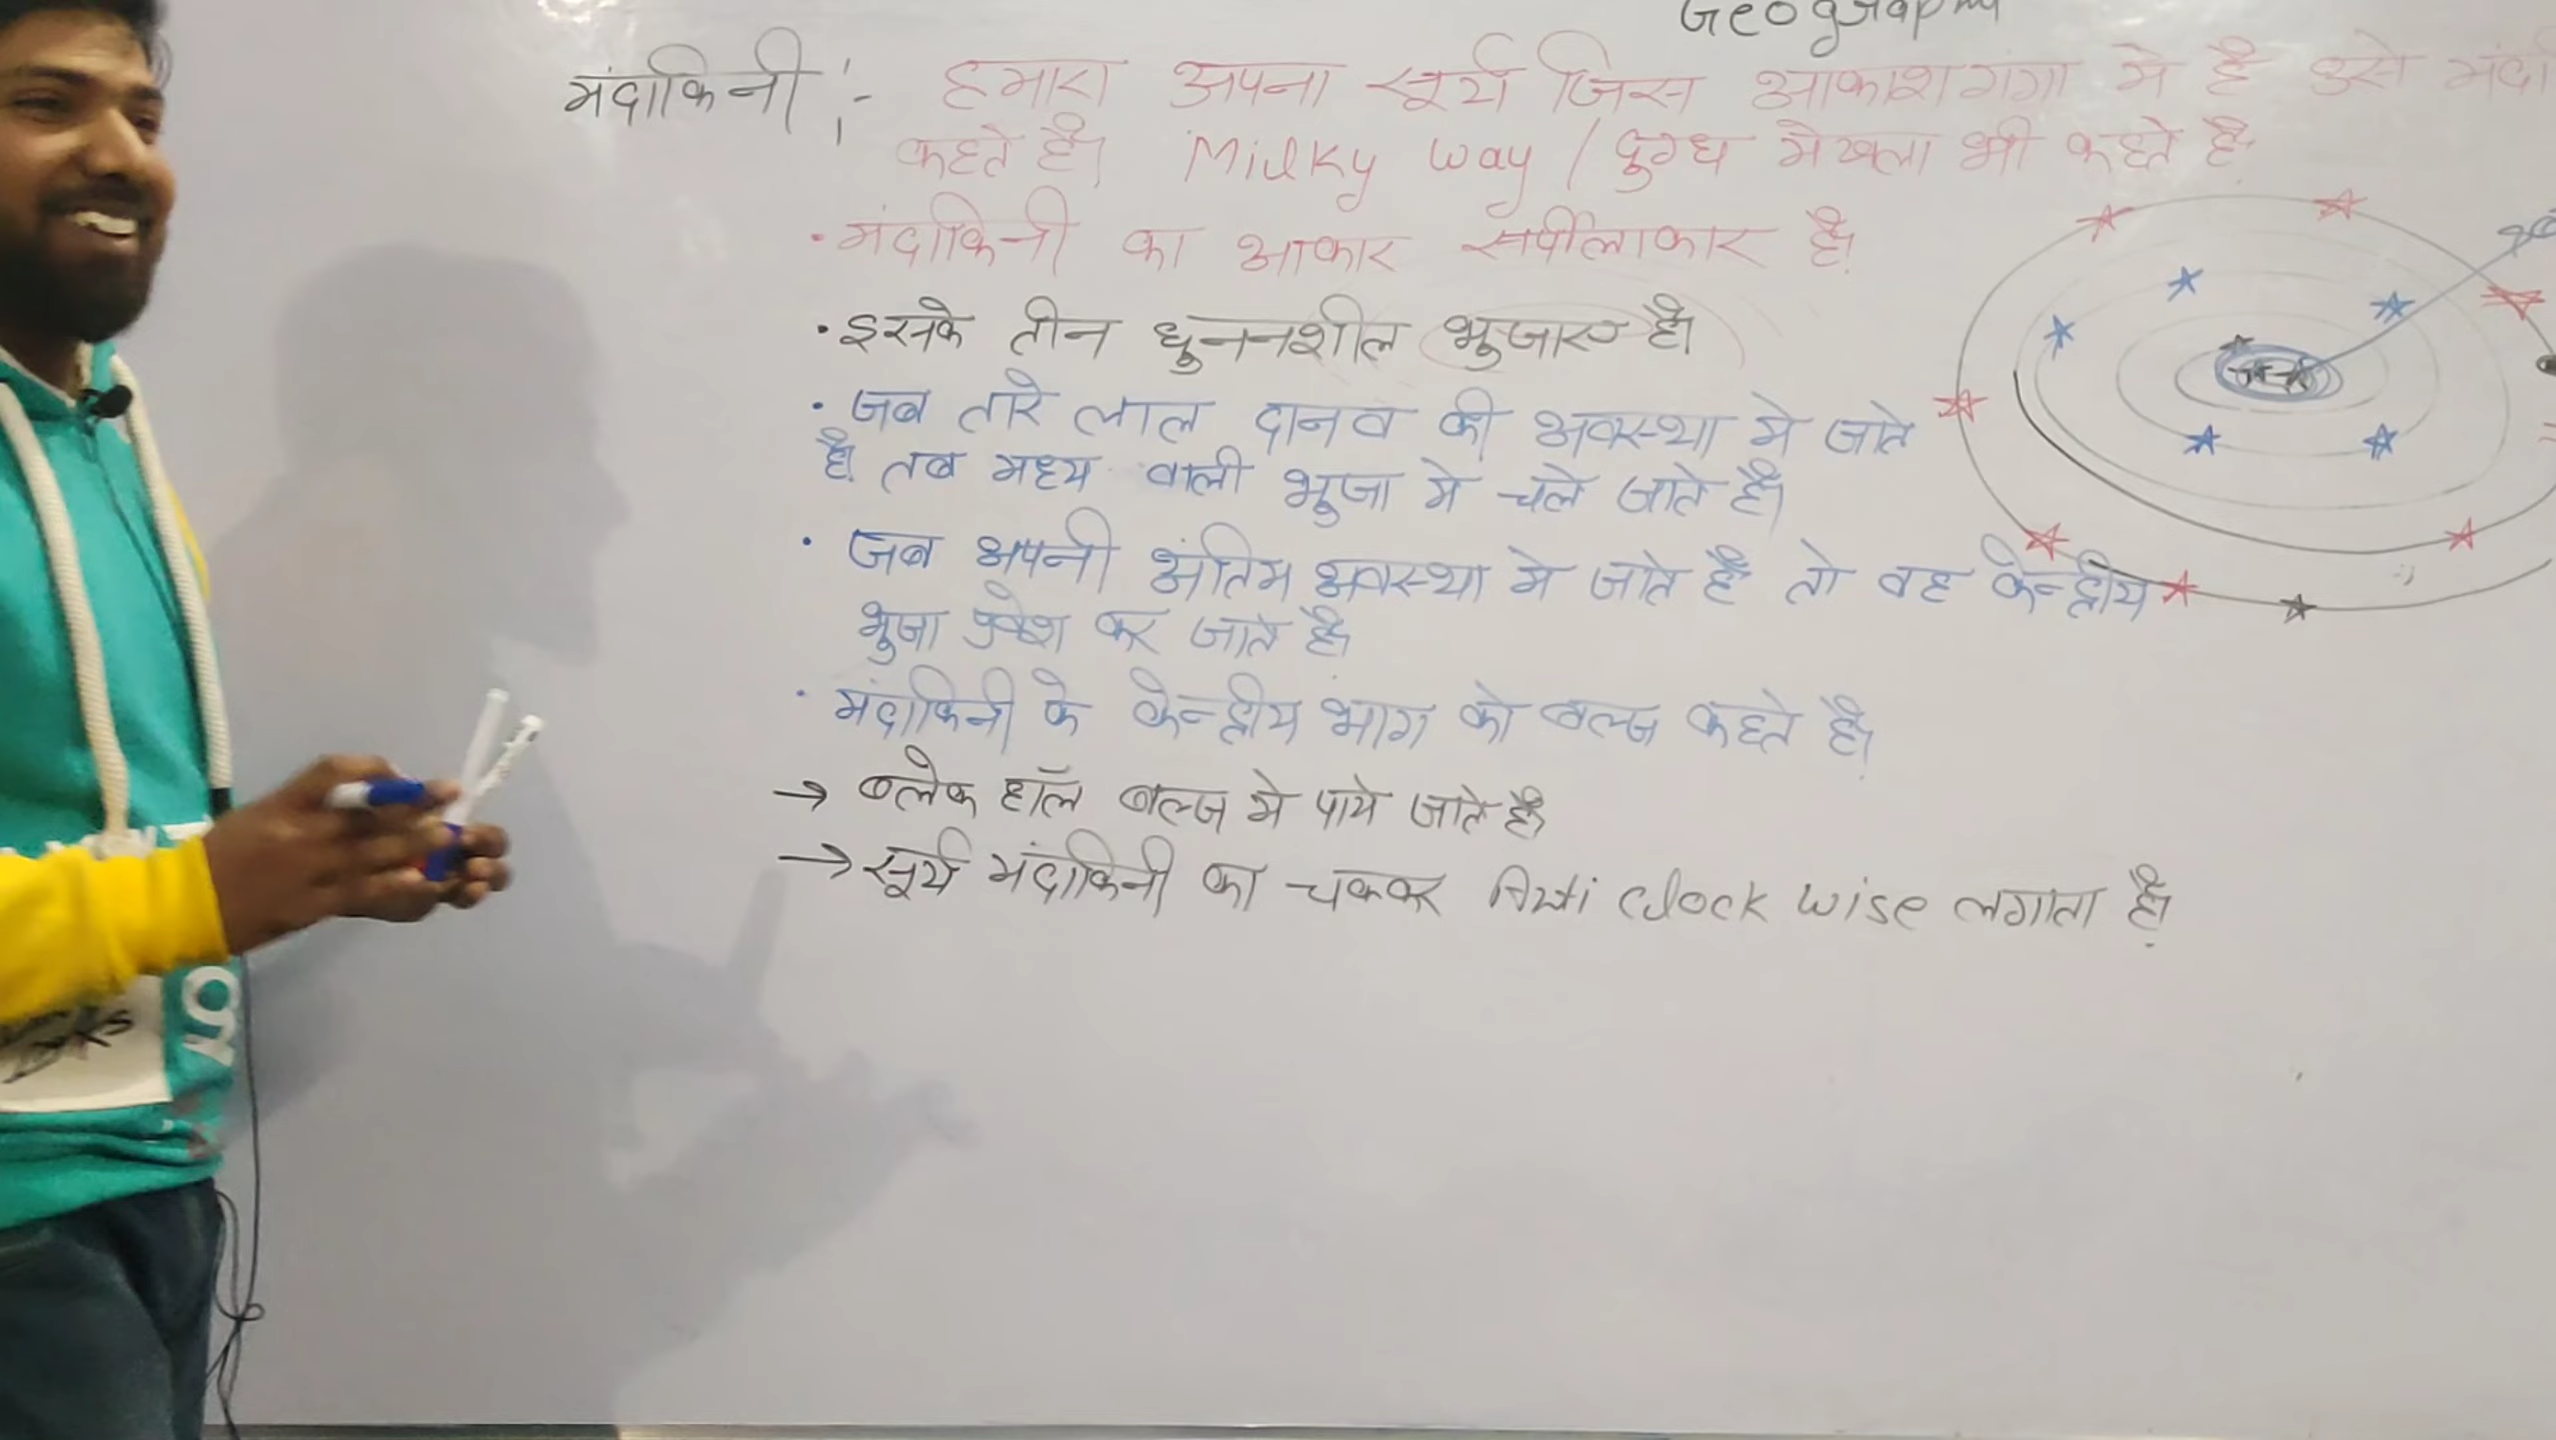 Geography
मंदाकिनी :- हमारा अपना सूर्य जिस आकाशगंगा मे है उसे मंदा
कहते है। Milky way / दुग्ध मेखला भी कहते है
• मंदाकिनी का आकार सर्पीलाकार है।
• इसके तीन घुननशील भुजाए है।
• जब तारे लाल दानव की अवस्था मे जाते
है। तब मध्य वाली भुजा मे चले जाते है।
• जब अपनी अंतिम अवस्था मे जाते है तो वह केन्द्रीय
भुजा प्रवेश कर जाते है।
• मंदाकिनी के केन्द्रीय भाग को बल्ज कहते है।
→ ब्लेक हॉल बल्ज मे पाये जाते है।
→ सूर्य मंदाकिनी का चक्कर Anti clock wise लगाता है।